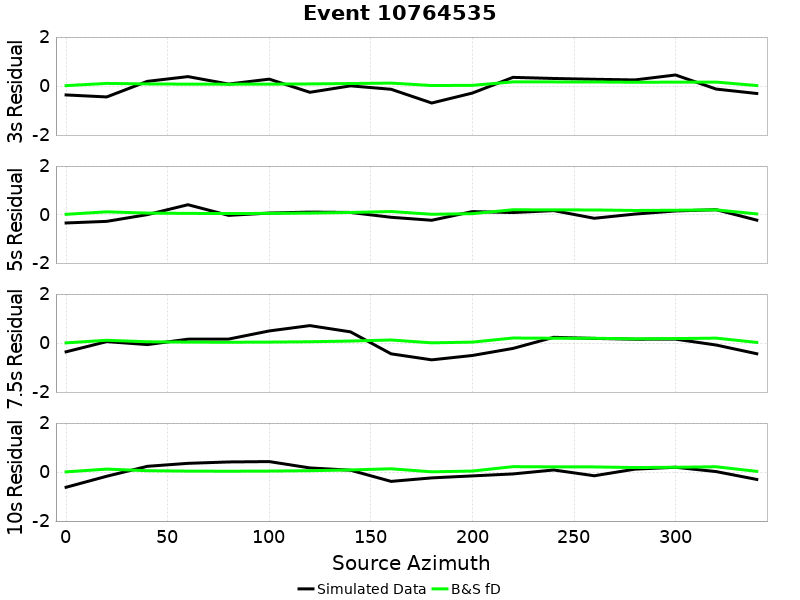 Event 10764535
3s Residual
2
0
-2
5s Residual
2
0
-2
7.5s Residual
2
0
-2
10s Residual
2
0
-2
0 50 100 150 200 250 300
Source Azimuth
Simulated Data B&S fD